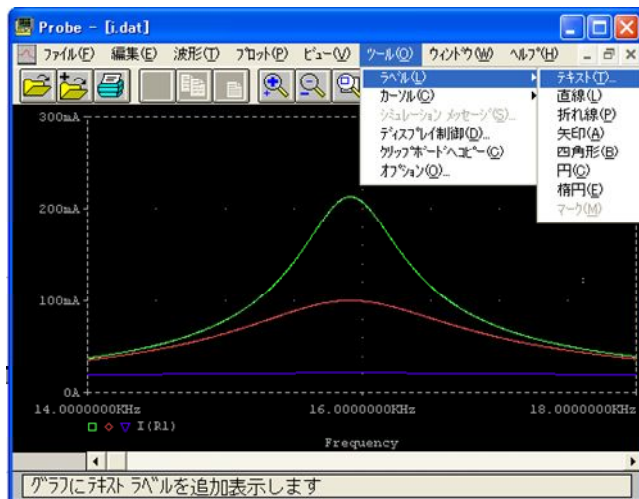 Probe - [i.dat]
ファイル(F) 編集(E) 波形(T) プロット(P) ビュー(V) ツール(O) ウィンドウ(W) ヘルプ(H)
ラベル(L)
カーソル(C)
シミュレーション メッセージ(S)...
ディスプレイ制御(D)...
クリップボードへコピー(C)
オプション(O)...
テキスト(T)...
直線(L)
折れ線(P)
矢印(A)
四角形(B)
円(C)
楕円(E)
マーク(M)
300mA
200mA
100mA
0A
14.0000000KHz 16.0000000KHz 18.0000000KHz
I(R1)
Frequency
グラフにテキスト ラベルを追加表示します